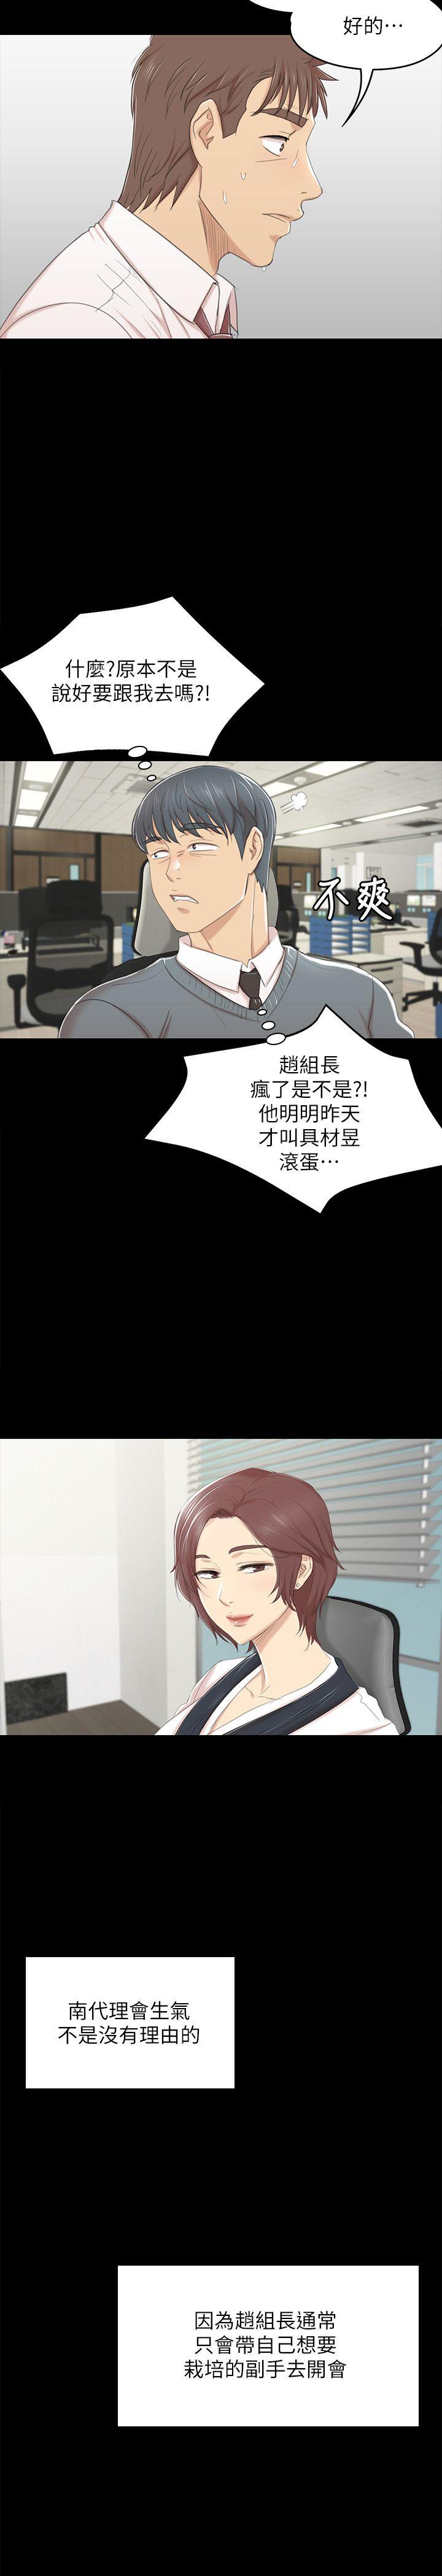 好的…
什麼?原本不是
說好要跟我去嗎?!
不爽
趙組長
瘋了是不是?!
他明明昨天
才叫具材昱
滾蛋…
南代理會生氣
不是沒有理由的
因為趙組長通常
只會帶自己想要
栽培的副手去開會